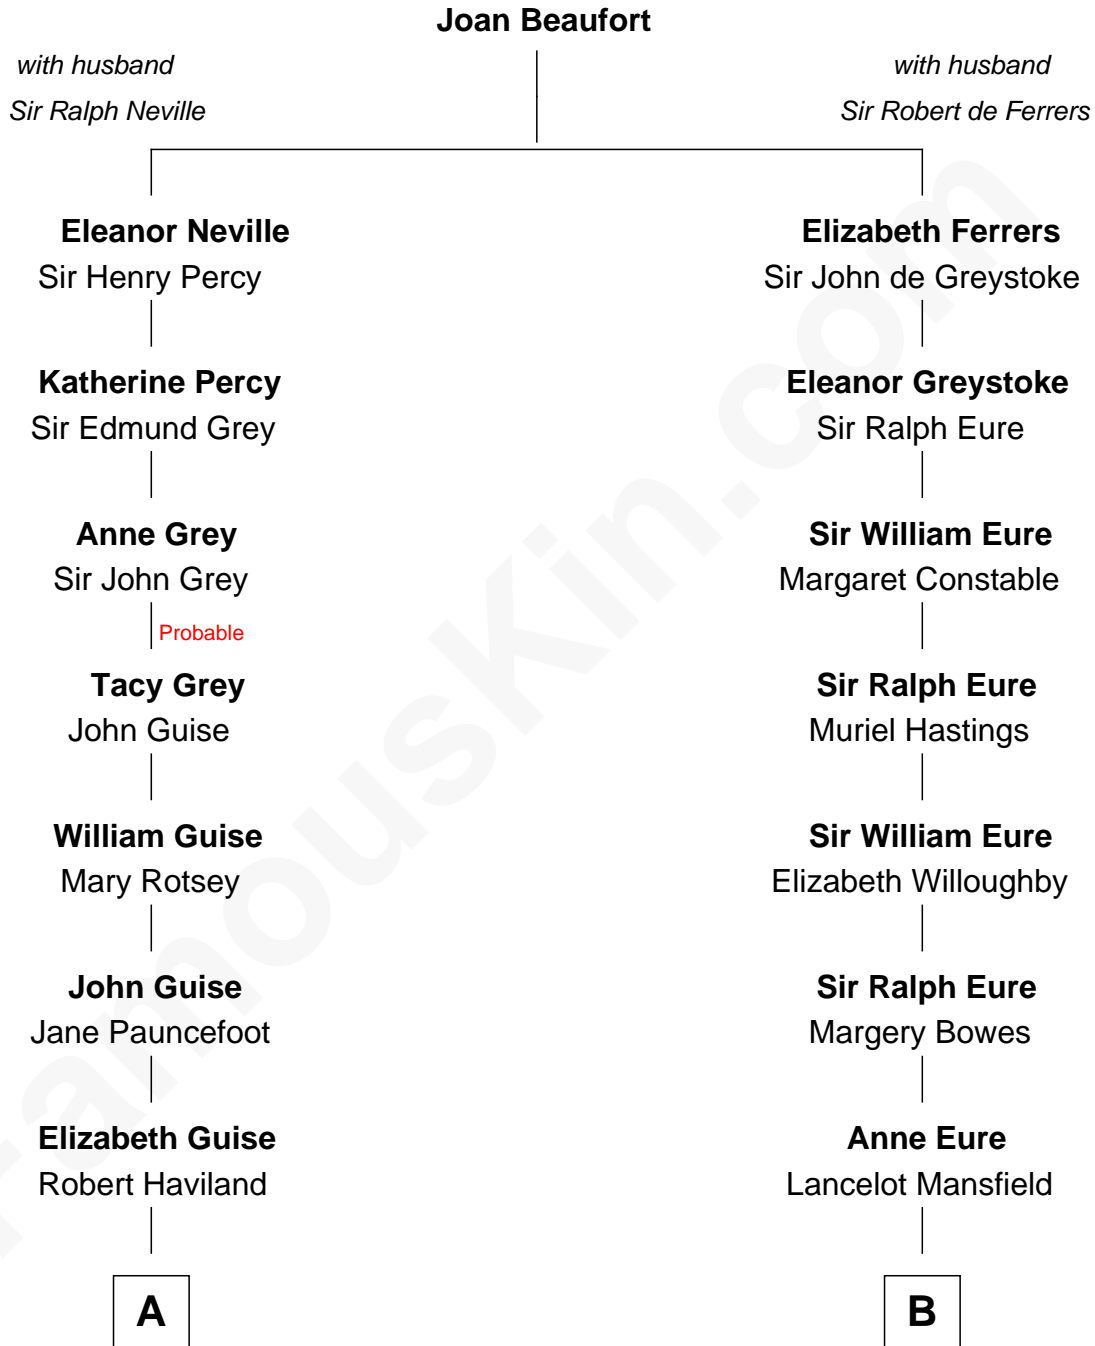 Joan Beaufort
with husband
Sir Ralph Neville
with husband
Sir Robert de Ferrers
Eleanor Neville
Sir Henry Percy
Katherine Percy
Sir Edmund Grey
Anne Grey
Sir John Grey
Probable
Tacy Grey
John Guise
William Guise
Mary Rotsey
John Guise
Jane Pauncefoot
Elizabeth Guise
Robert Haviland
A
Elizabeth Ferrers
Sir John de Greystoke
Eleanor Greystoke
Sir Ralph Eure
Sir William Eure
Margaret Constable
Sir Ralph Eure
Muriel Hastings
Sir William Eure
Elizabeth Willoughby
Sir Ralph Eure
Margery Bowes
Anne Eure
Lancelot Mansfield
B
FamousKin.com